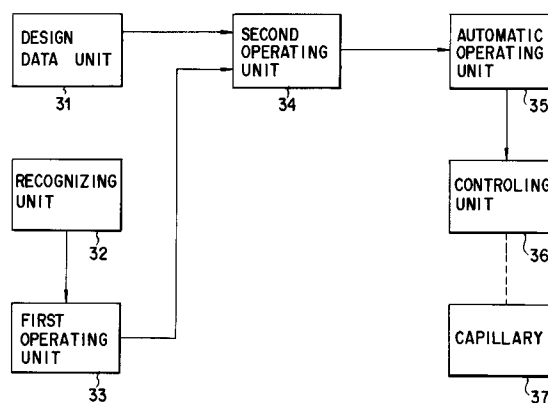 DESIGN
DATA UNIT
31
SECOND
OPERATING
UNIT
34
AUTOMATIC
OPERATING
UNIT
35
RECOGNIZING
UNIT
32
CONTROLING
UNIT
36
FIRST
OPERATING
UNIT
33
CAPILLARY
37